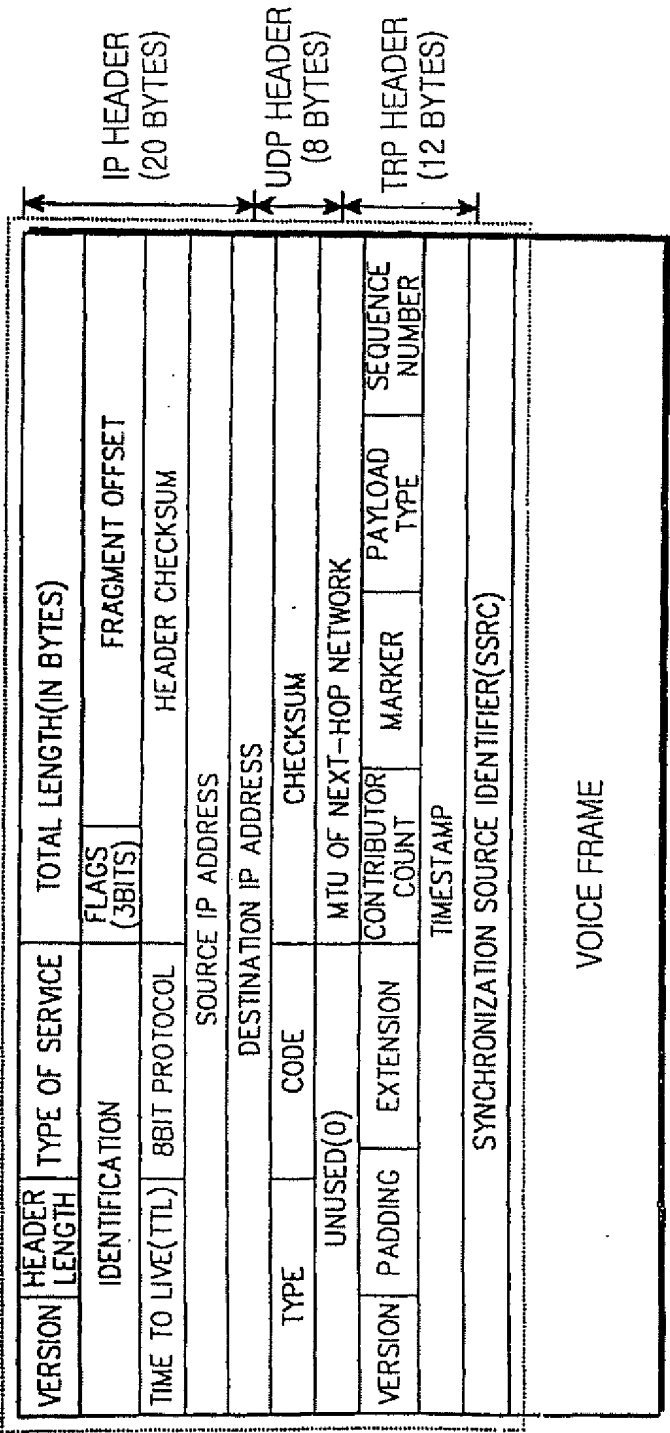 VERSION HEADER LENGTH TYPE OF SERVICE TOTAL LENGTH(IN BYTES)
IDENTIFICATION FLAGS (3BITS) FRAGMENT OFFSET
TIME TO LIVE(TTL) 8BIT PROTOCOL HEADER CHECKSUM
SOURCE IP ADDRESS
DESTINATION IP ADDRESS
IP HEADER
(20 BYTES)
TYPE CODE CHECKSUM
UNUSED(0) MTU OF NEXT-HOP NETWORK
UDP HEADER
(8 BYTES)
VERSION PADDING EXTENSION CONTRIBUTOR COUNT MARKER PAYLOAD TYPE SEQUENCE NUMBER
TIMESTAMP
SYNCHRONIZATION SOURCE IDENTIFIER(SSRC)
TRP HEADER
(12 BYTES)
VOICE FRAME